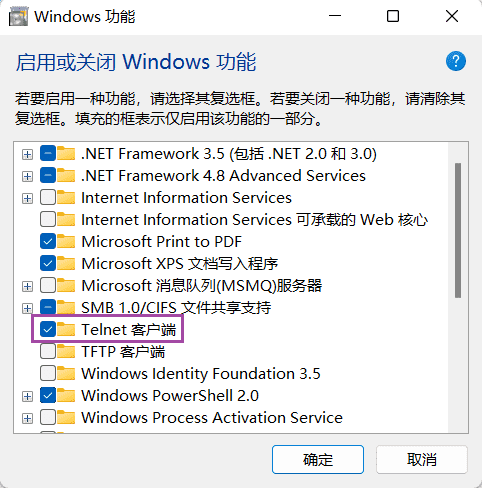 Windows 功能
启用或关闭 Windows 功能
?
若要启用一种功能，请选择其复选框。若要关闭一种功能，请清除其
复选框。填充的框表示仅启用该功能的一部分。
.NET Framework 3.5 (包括 .NET 2.0 和 3.0)
.NET Framework 4.8 Advanced Services
Internet Information Services
Internet Information Services 可承载的 Web 核心
Microsoft Print to PDF
Microsoft XPS 文档写入程序
Microsoft 消息队列(MSMQ)服务器
SMB 1.0/CIFS 文件共享支持
Telnet 客户端
TFTP 客户端
Windows Identity Foundation 3.5
Windows PowerShell 2.0
Windows Process Activation Service
确定
取消